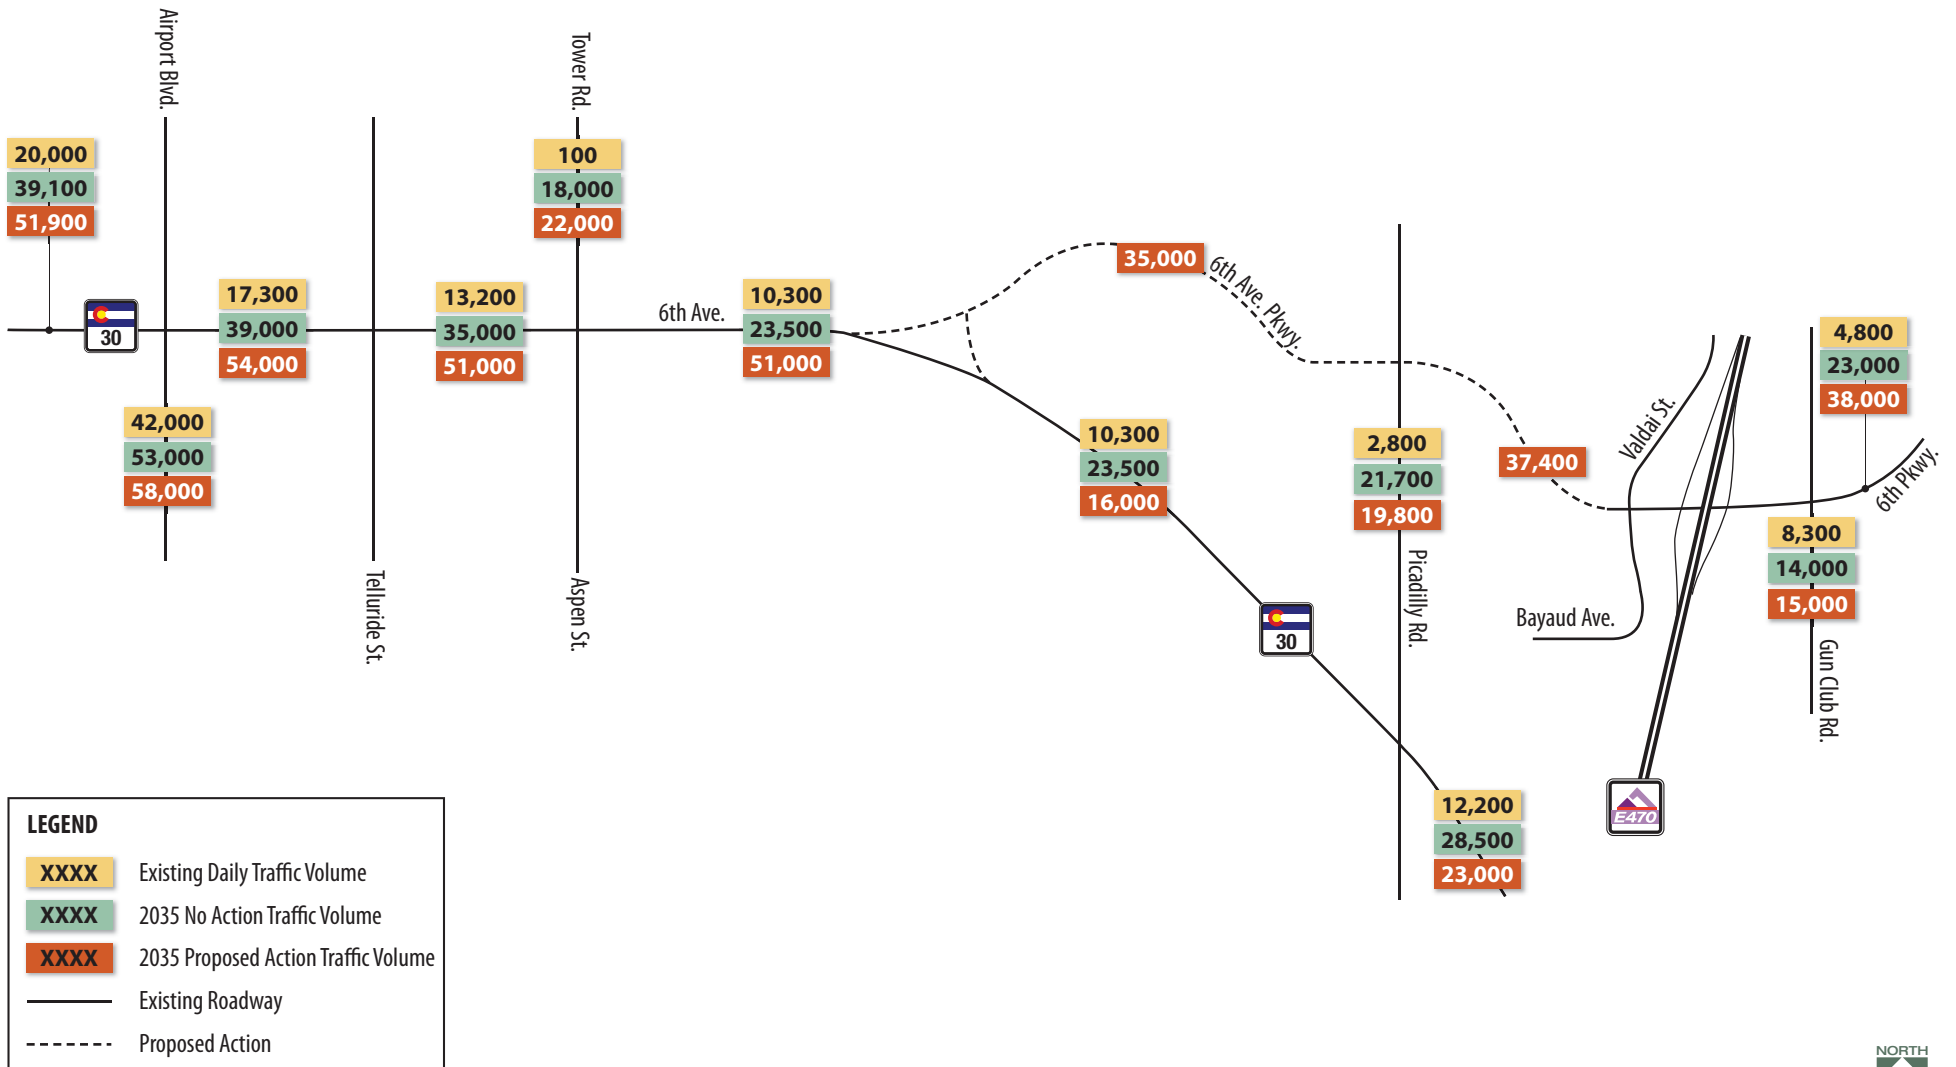 Airport Blvd.
Tower Rd.
20,000
39,100
51,900
100
18,000
22,000
30
17,300
39,000
54,000
13,200
35,000
51,000
6th Ave.
10,300
23,500
51,000
35,000
6th Ave. Pkwy.
42,000
53,000
58,000
10,300
23,500
16,000
2,800
21,700
19,800
37,400
Valdai St.
4,800
23,000
38,000
6th Pkwy.
8,300
14,000
15,000
Telluride St.
Aspen St.
30
Picadilly Rd.
Bayaud Ave.
Gun Club Rd.
E470
12,200
28,500
23,000
LEGEND
XXXX Existing Daily Traffic Volume
XXXX 2035 No Action Traffic Volume
XXXX 2035 Proposed Action Traffic Volume
Existing Roadway
Proposed Action
NORTH